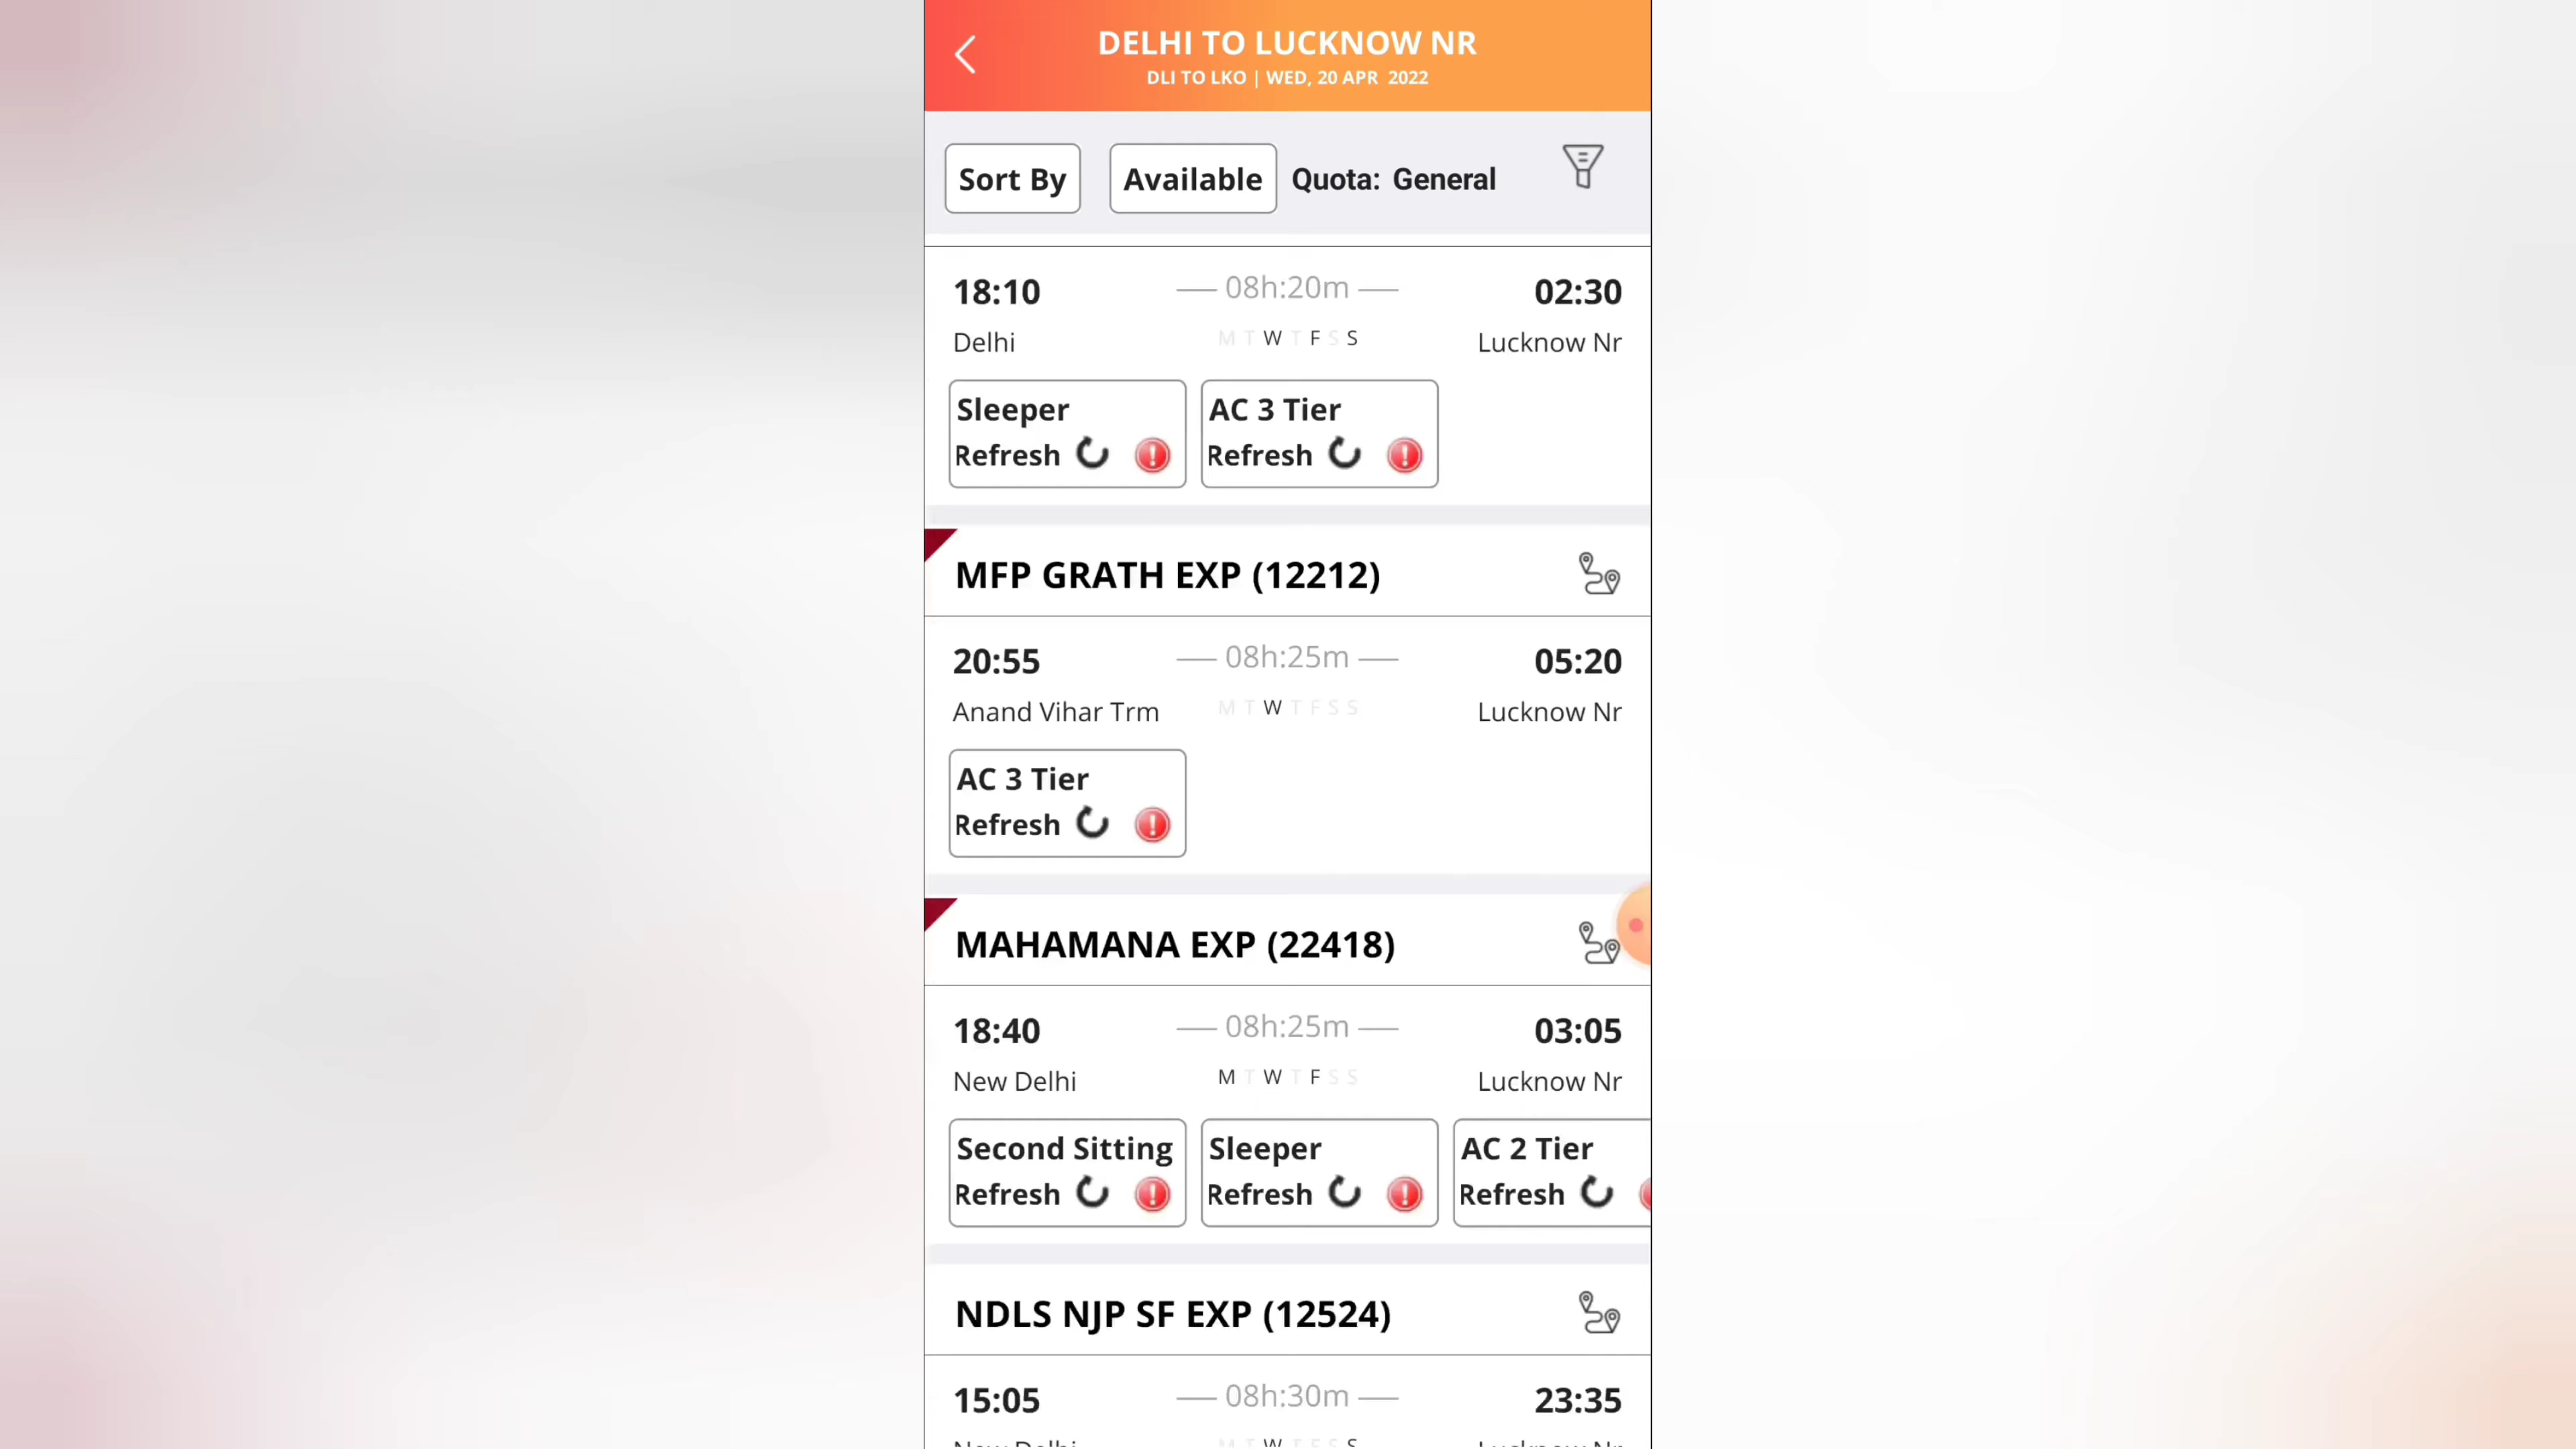 DELHI TO LUCKNOW NR
DLI TO LKO | WED, 20 APR 2022
Sort By
Available
Quota: General
18:10
08h:20m
02:30
Delhi
M T W T F S S
Lucknow Nr
Sleeper
Refresh
AC 3 Tier
Refresh
MFP GRATH EXP (12212)
20:55
08h:25m
05:20
Anand Vihar Trm
M T W T F S S
Lucknow Nr
AC 3 Tier
Refresh
MAHAMANA EXP (22418)
18:40
08h:25m
03:05
New Delhi
M T W T F S S
Lucknow Nr
Second Sitting
Refresh
Sleeper
Refresh
AC 2 Tier
Refresh
NDLS NJP SF EXP (12524)
15:05
08h:30m
23:35